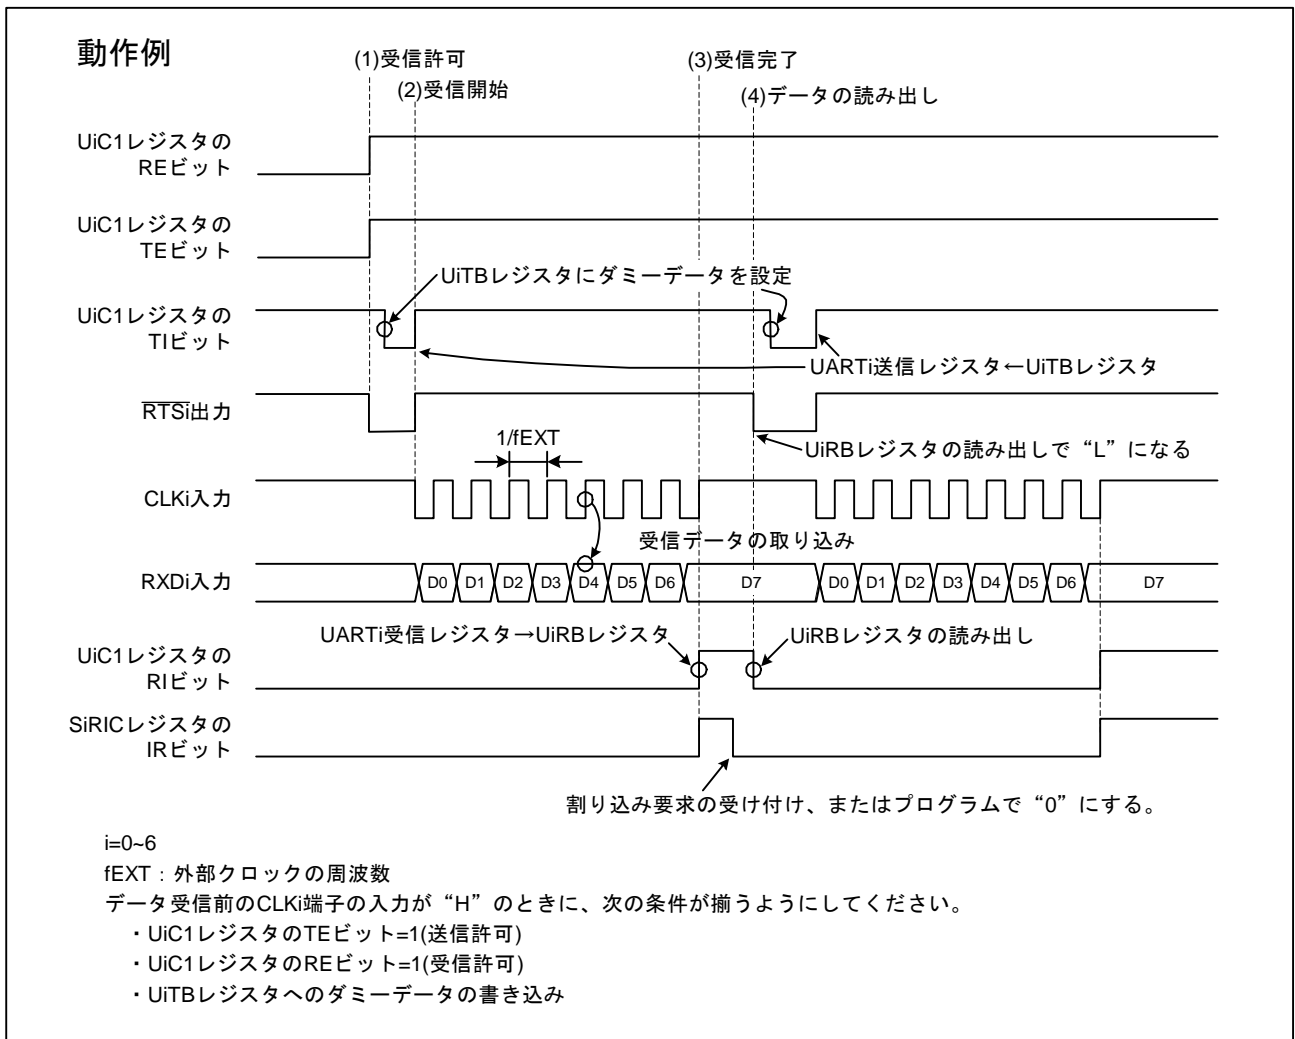 動作例
(1)受信許可
(2)受信開始
(3)受信完了
(4)データの読み出し
UiC1レジスタの
REビット
UiC1レジスタの
TEビット
UiTBレジスタにダミーデータを設定
UiC1レジスタの
TIビット
UARTi送信レジスタ←UiTBレジスタ
RTSi出力
UiRBレジスタの読み出しで“L”になる
1/fEXT
CLKi入力
受信データの取り込み
RXDi入力
D0 D1 D2 D3 D4 D5 D6 D7 D0 D1 D2 D3 D4 D5 D6 D7
UARTi受信レジスタ→UiRBレジスタ
UiRBレジスタの読み出し
UiC1レジスタの
RIビット
SiRICレジスタの
IRビット
割り込み要求の受け付け、またはプログラムで“0”にする。
i=0~6
fEXT：外部クロックの周波数
データ受信前のCLKi端子の入力が“H”のときに、次の条件が揃うようにしてください。
・UiC1レジスタのTEビット=1(送信許可)
・UiC1レジスタのREビット=1(受信許可)
・UiTBレジスタへのダミーデータの書き込み